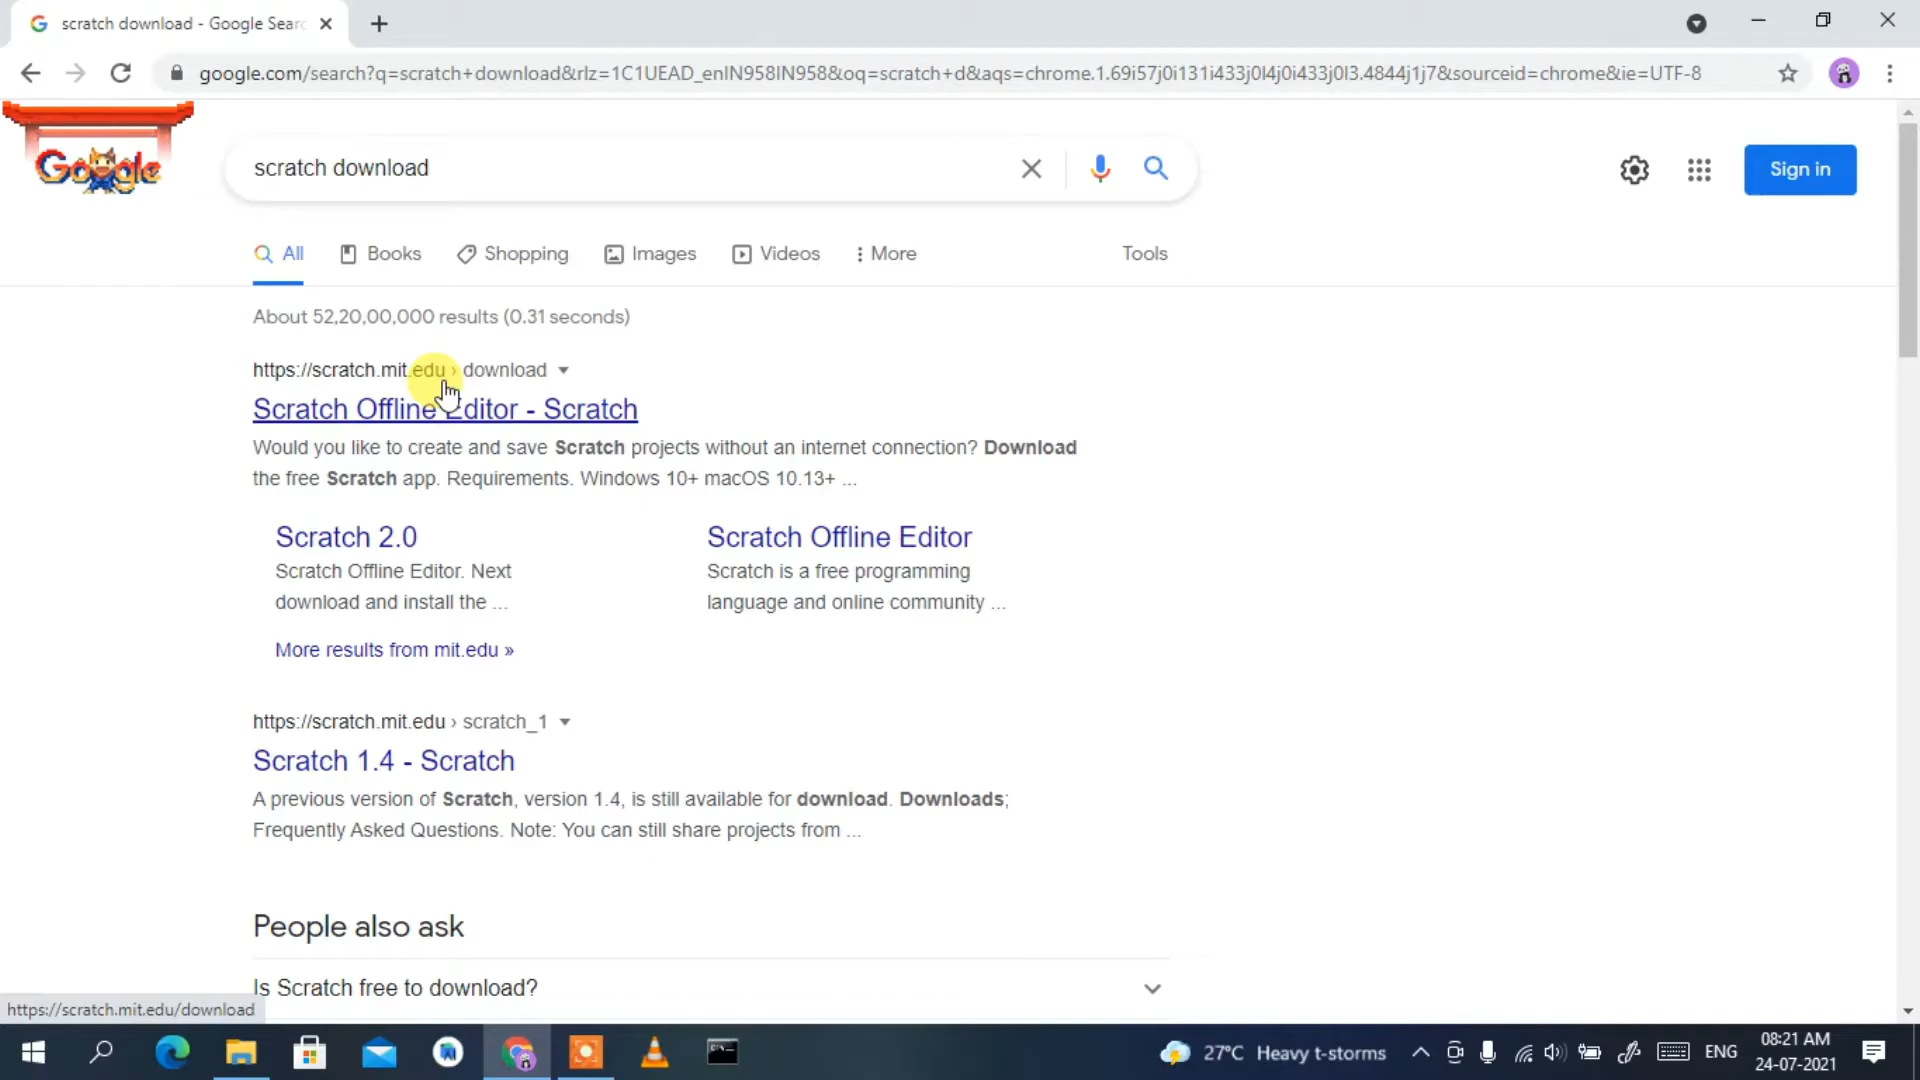 scratch download - Google Searc
google.com/search?q=scratch+download&rlz=1C1UEAD_enIN958IN958&oq=scratch+d&aqs=chrome.1.69i57j0i131i433j0l4j0i433j0l3.4844j1j7&sourceid=chrome&ie=UTF-8
Google
scratch download
Sign in
All
Books
Shopping
Images
Videos
More
Tools
About 52,20,00,000 results (0.31 seconds)
https://scratch.mit.edu › download
Scratch Offline Editor - Scratch
Would you like to create and save Scratch projects without an internet connection? Download
the free Scratch app. Requirements. Windows 10+ macOS 10.13+ ...
Scratch 2.0
Scratch Offline Editor. Next
download and install the ...
Scratch Offline Editor
Scratch is a free programming
language and online community ...
More results from mit.edu »
https://scratch.mit.edu › scratch_1
Scratch 1.4 - Scratch
A previous version of Scratch, version 1.4, is still available for download. Downloads;
Frequently Asked Questions. Note: You can still share projects from ...
People also ask
Is Scratch free to download?
https://scratch.mit.edu/download
27°C Heavy t-storms
ENG
08:21 AM
24-07-2021